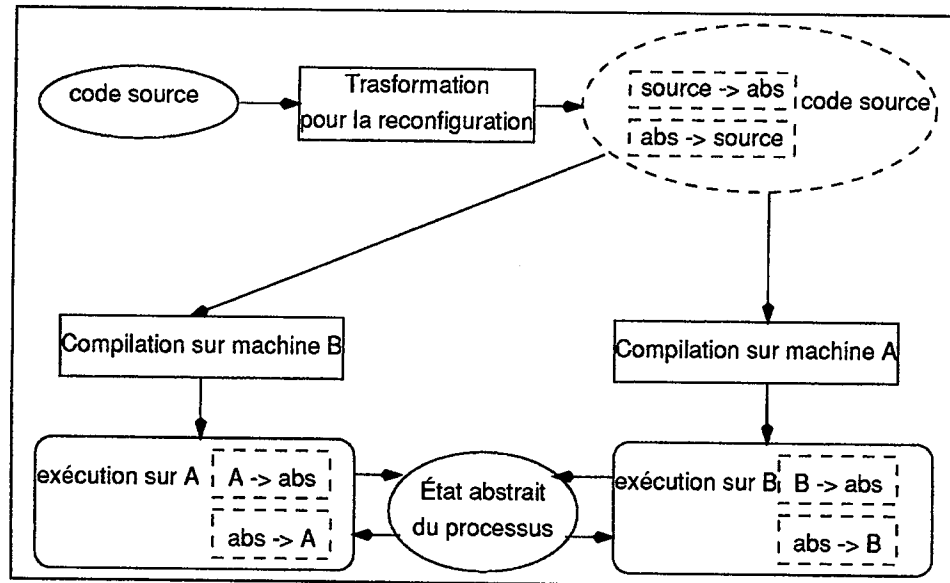 code source
Trasformation
pour la reconfiguration
source -> abs
code source
abs -> source
Compilation sur machine B
Compilation sur machine A
exécution sur A
A -> abs
abs -> A
État abstrait
du processus
exécution sur B
B -> abs
abs -> B